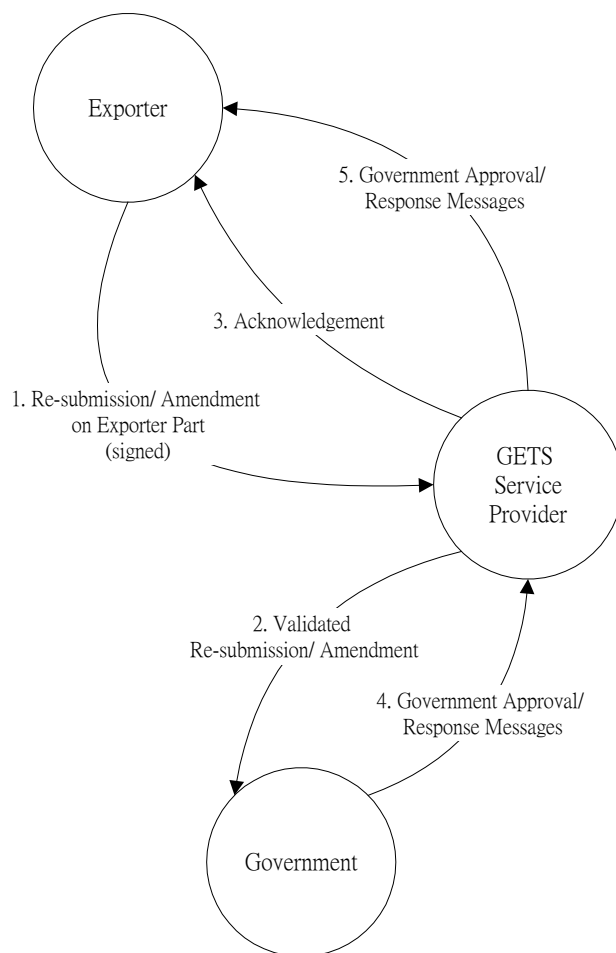 Exporter
5. Government Approval/
Response Messages
3. Acknowledgement
1. Re-submission/ Amendment
on Exporter Part
(signed)
GETS
Service
Provider
2. Validated
Re-submission/ Amendment
4. Government Approval/
Response Messages
Government